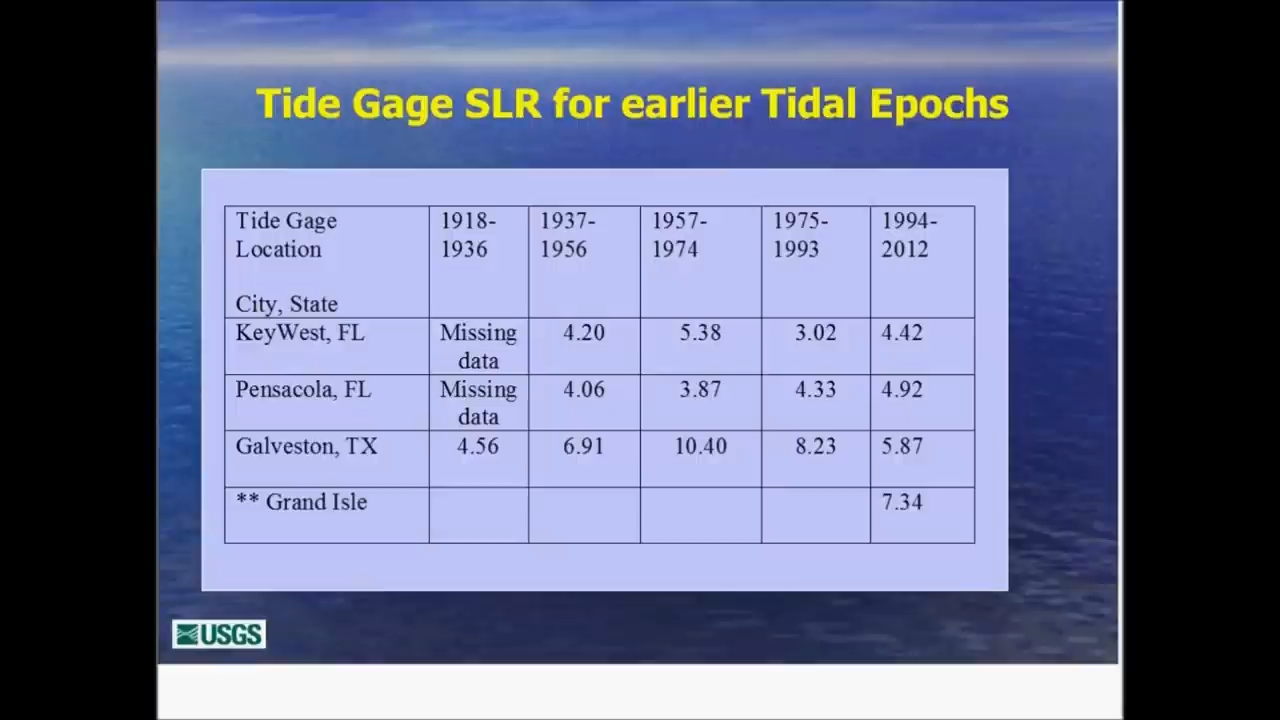 Tide Gage SLR for earlier Tidal Epochs
Tide Gage
Location
City, State
1918-
1936
1937-
1956
1957-
1974
1975-
1993
1994-
2012
KeyWest, FL
Missing
data
4.20
5.38
3.02
4.42
Pensacola, FL
Missing
data
4.06
3.87
4.33
4.92
Galveston, TX
4.56
6.91
10.40
8.23
5.87
** Grand Isle
7.34
USGS